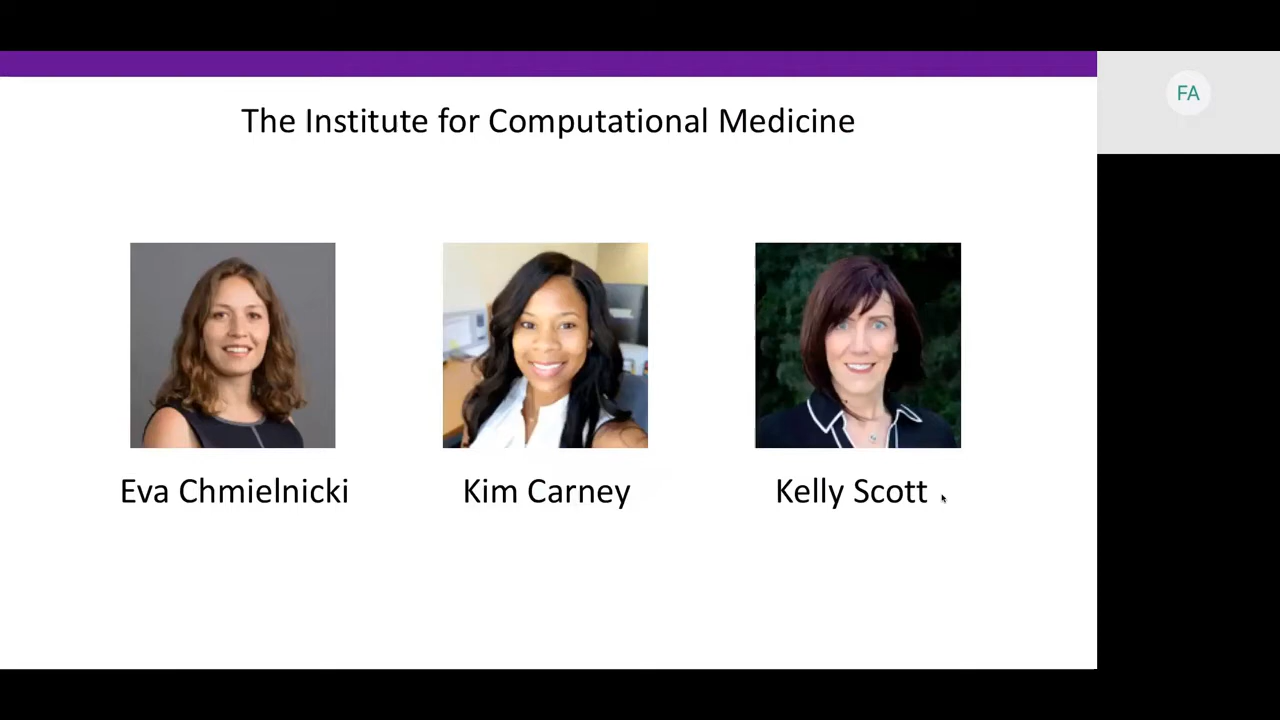 The Institute for Computational Medicine
FA
Eva Chmielnicki
Kim Carney
Kelly Scott